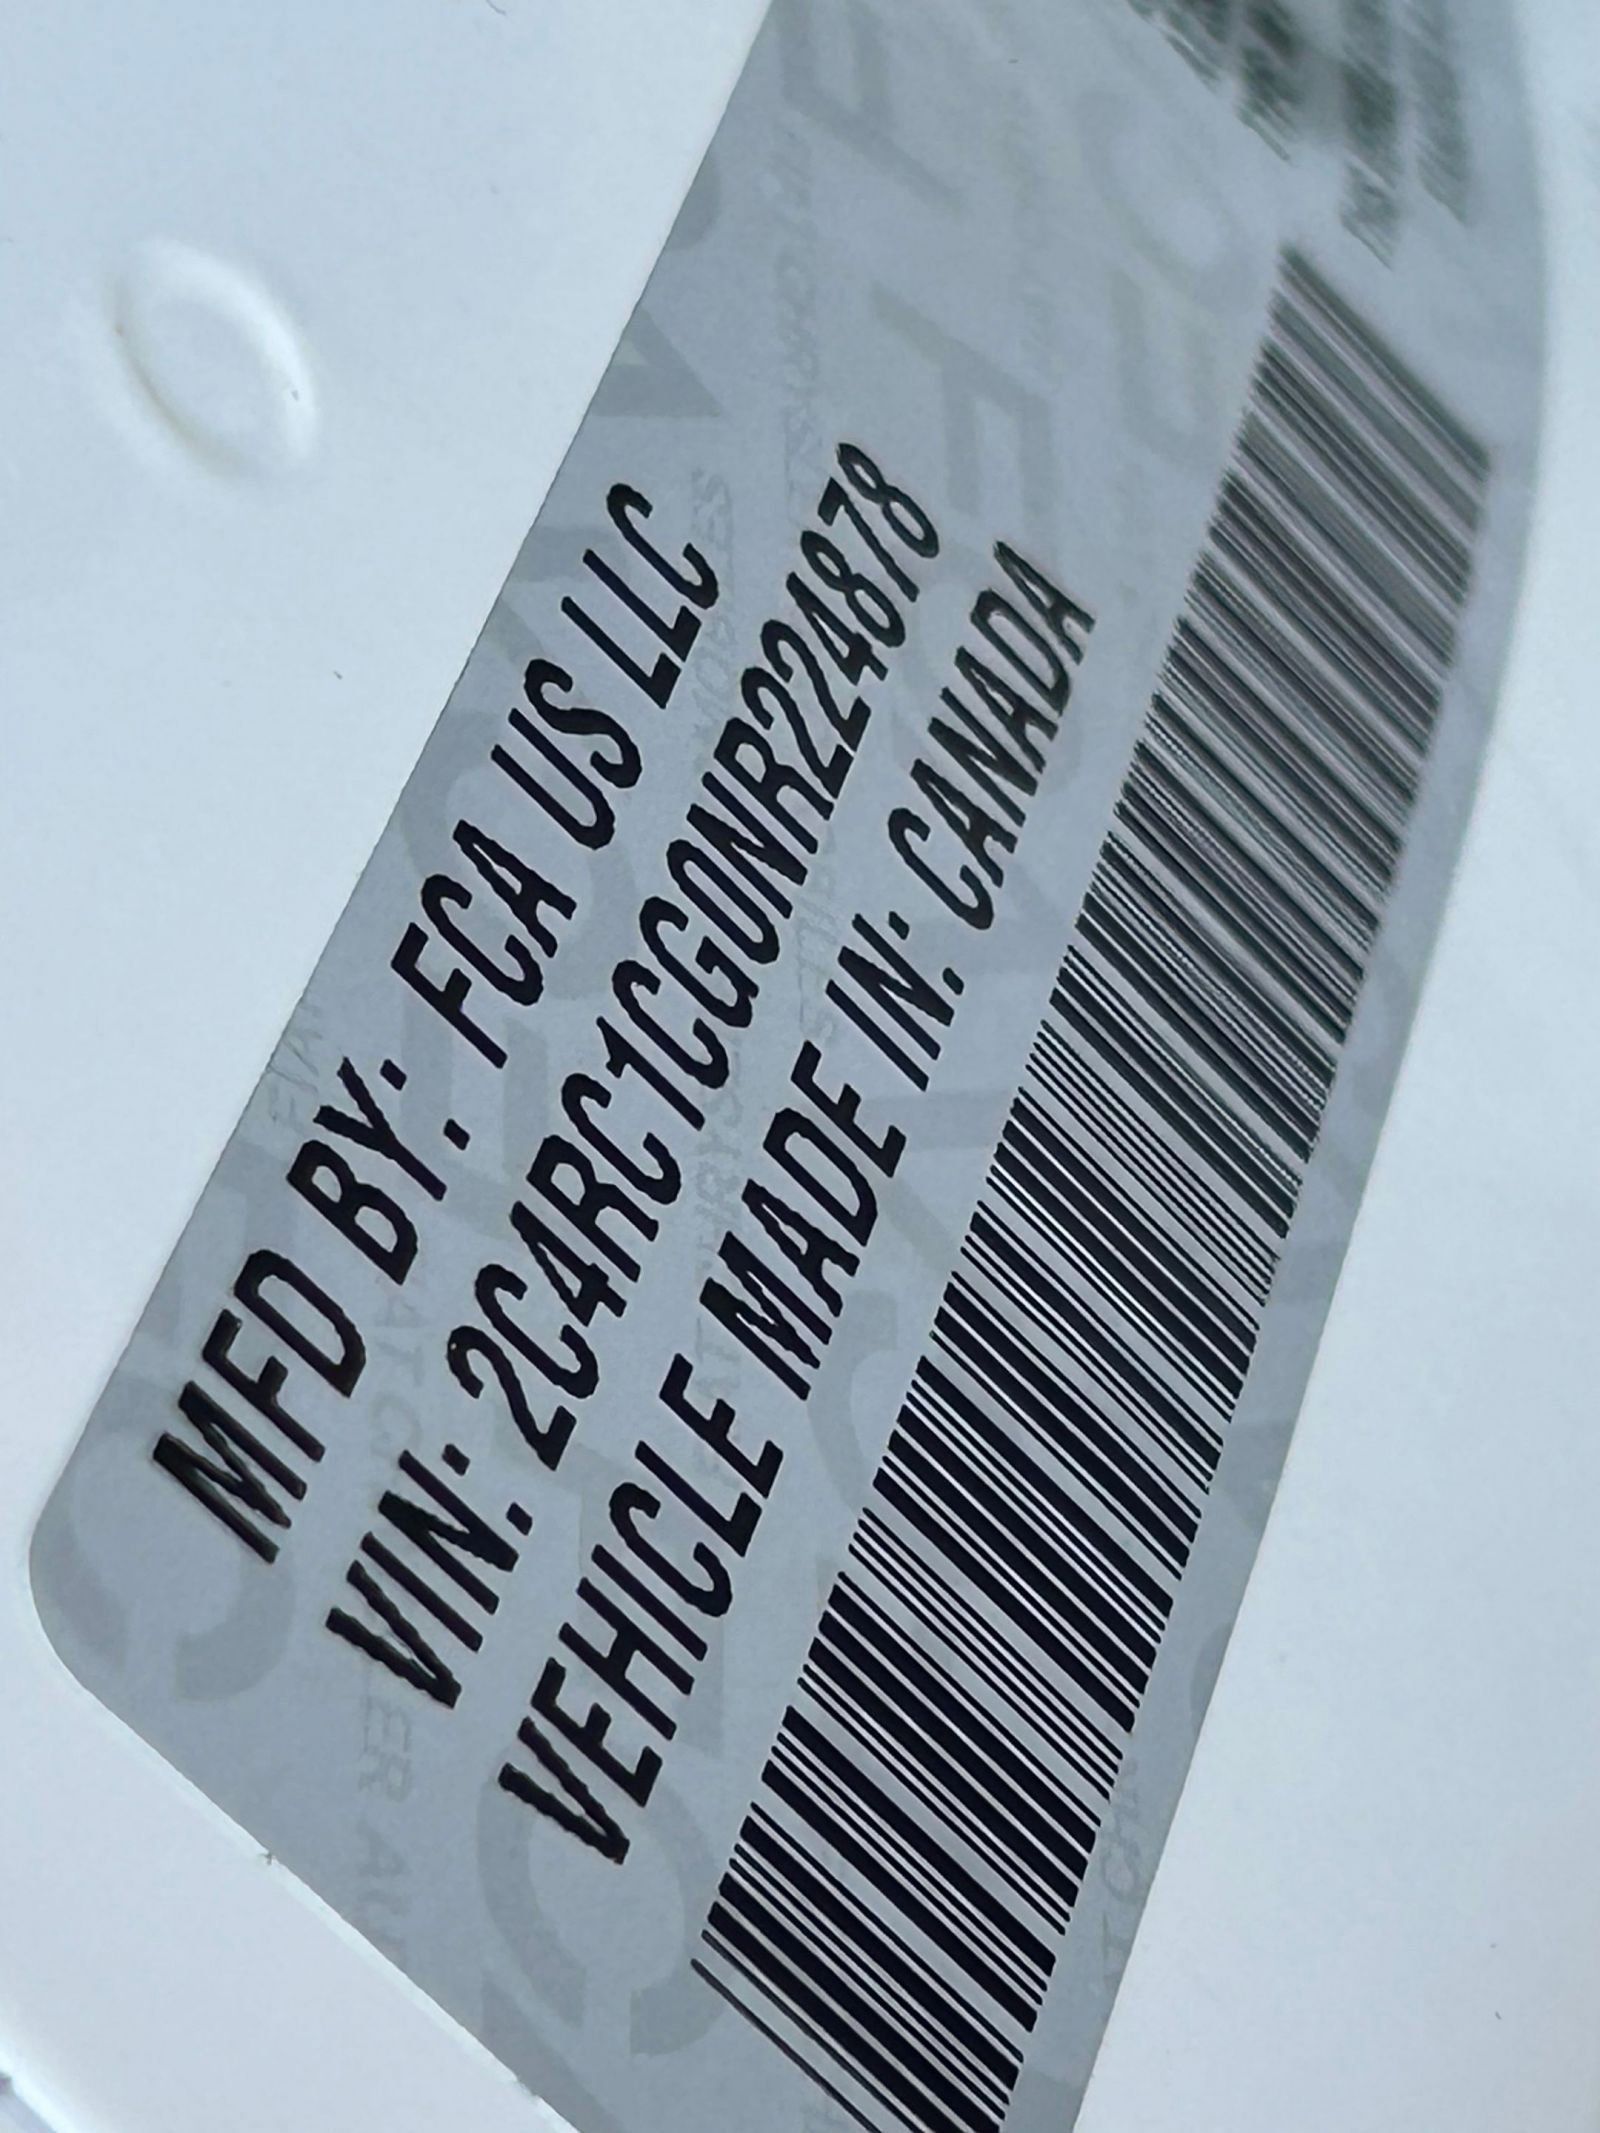 MFD BY: FCA US LLC
VIN: 2C4RC1CG0NR224878
VEHICLE MADE IN: CANADA